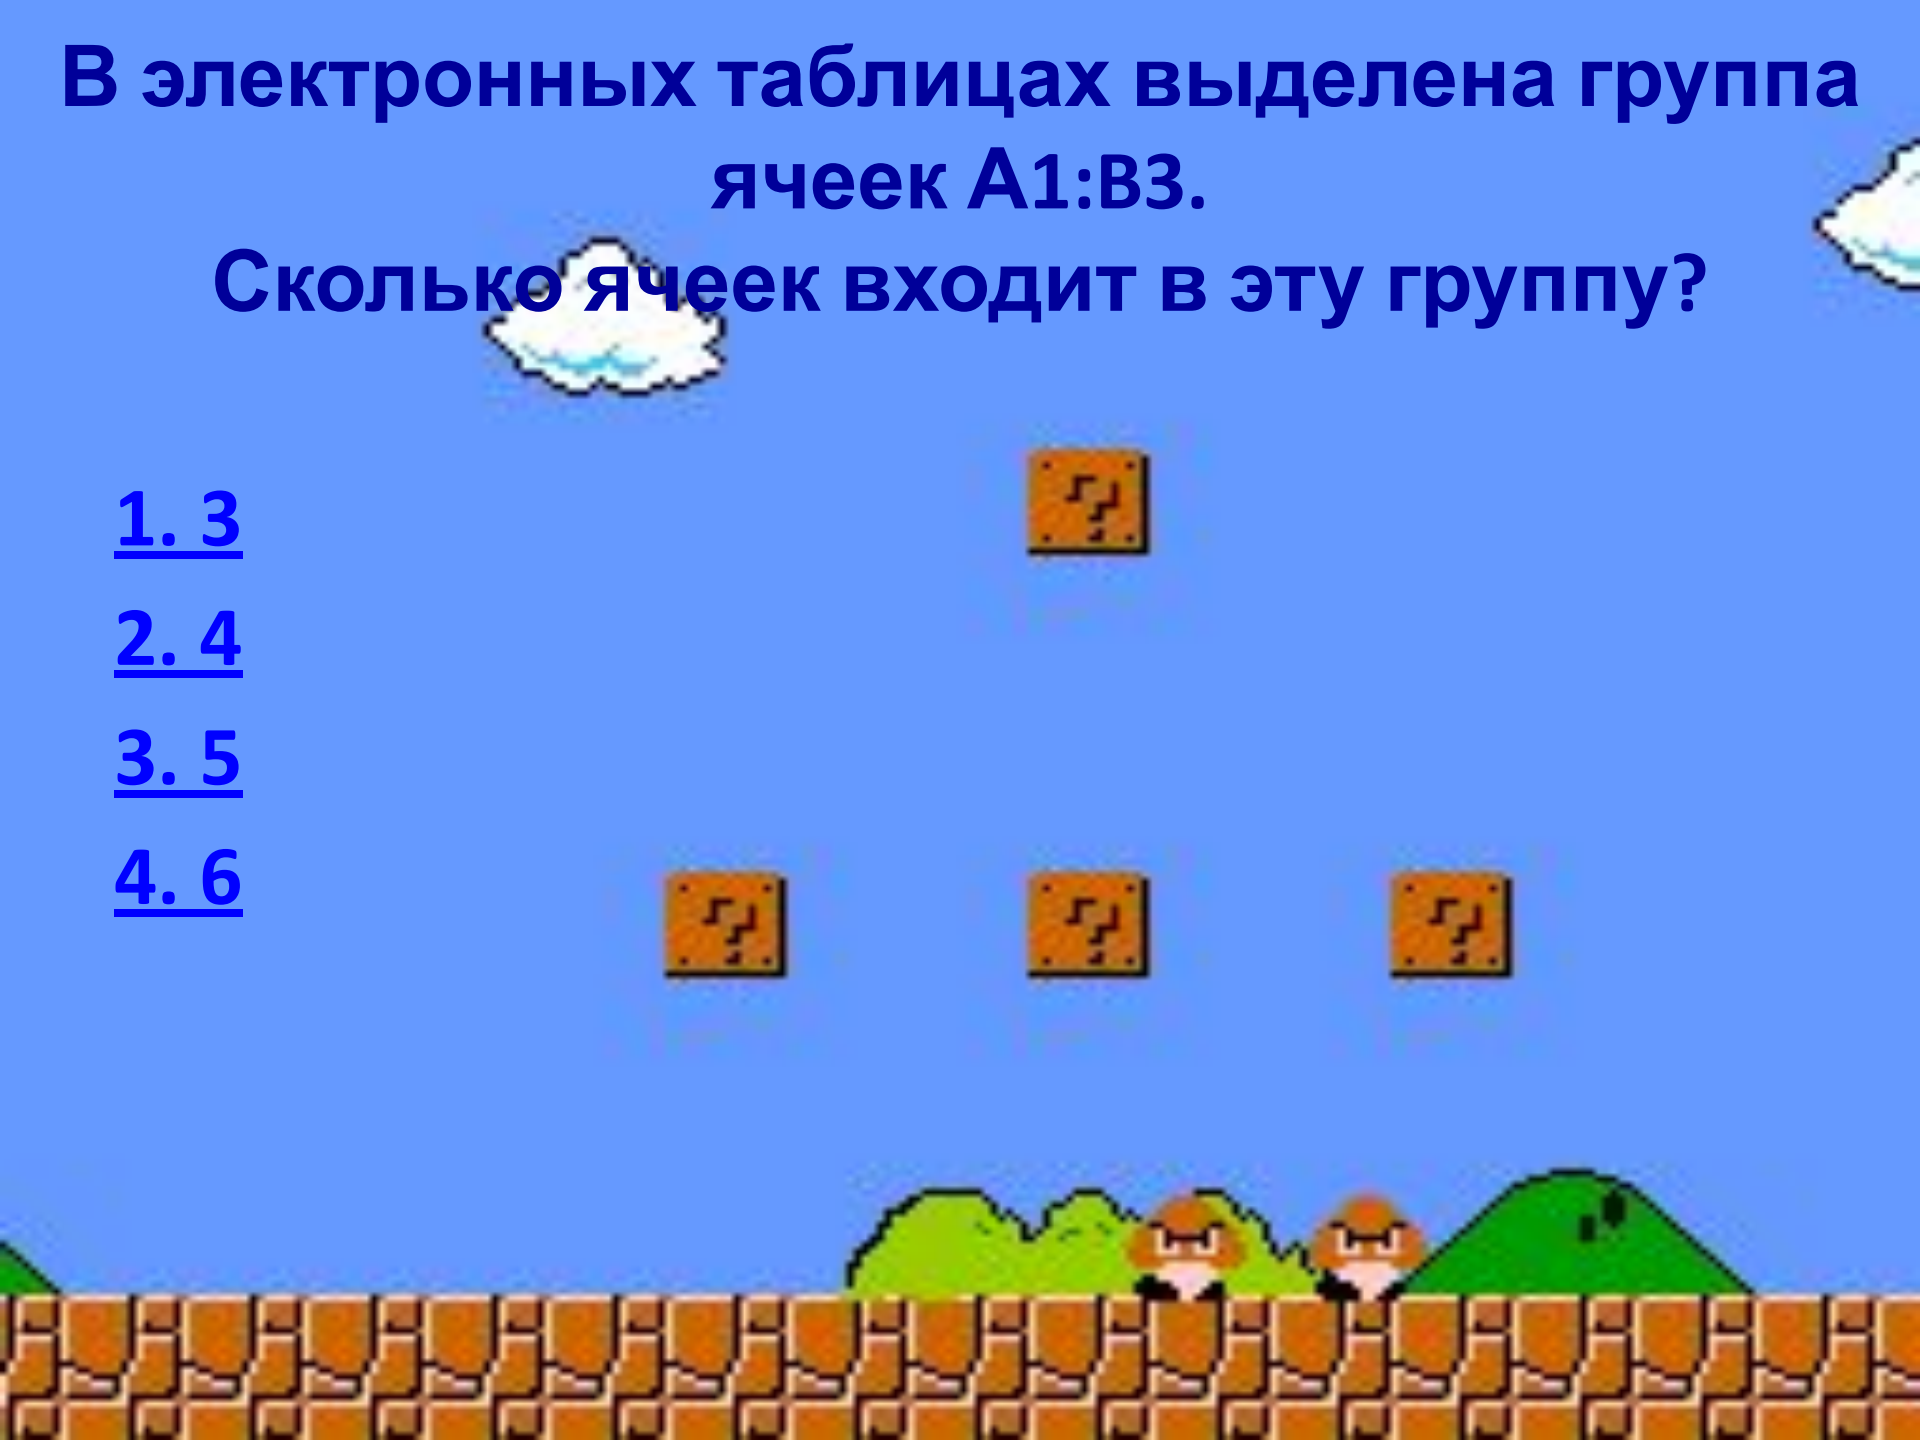 В электронных таблицах выделена группа
ячеек А1:В3.
Сколько ячеек входит в эту группу?
1. 3
2. 4
3. 5
4. 6